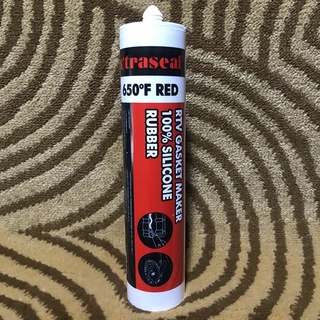 xtraseal
650°F RED
RTV GASKET MAKER
100% SILICONE
RUBBER